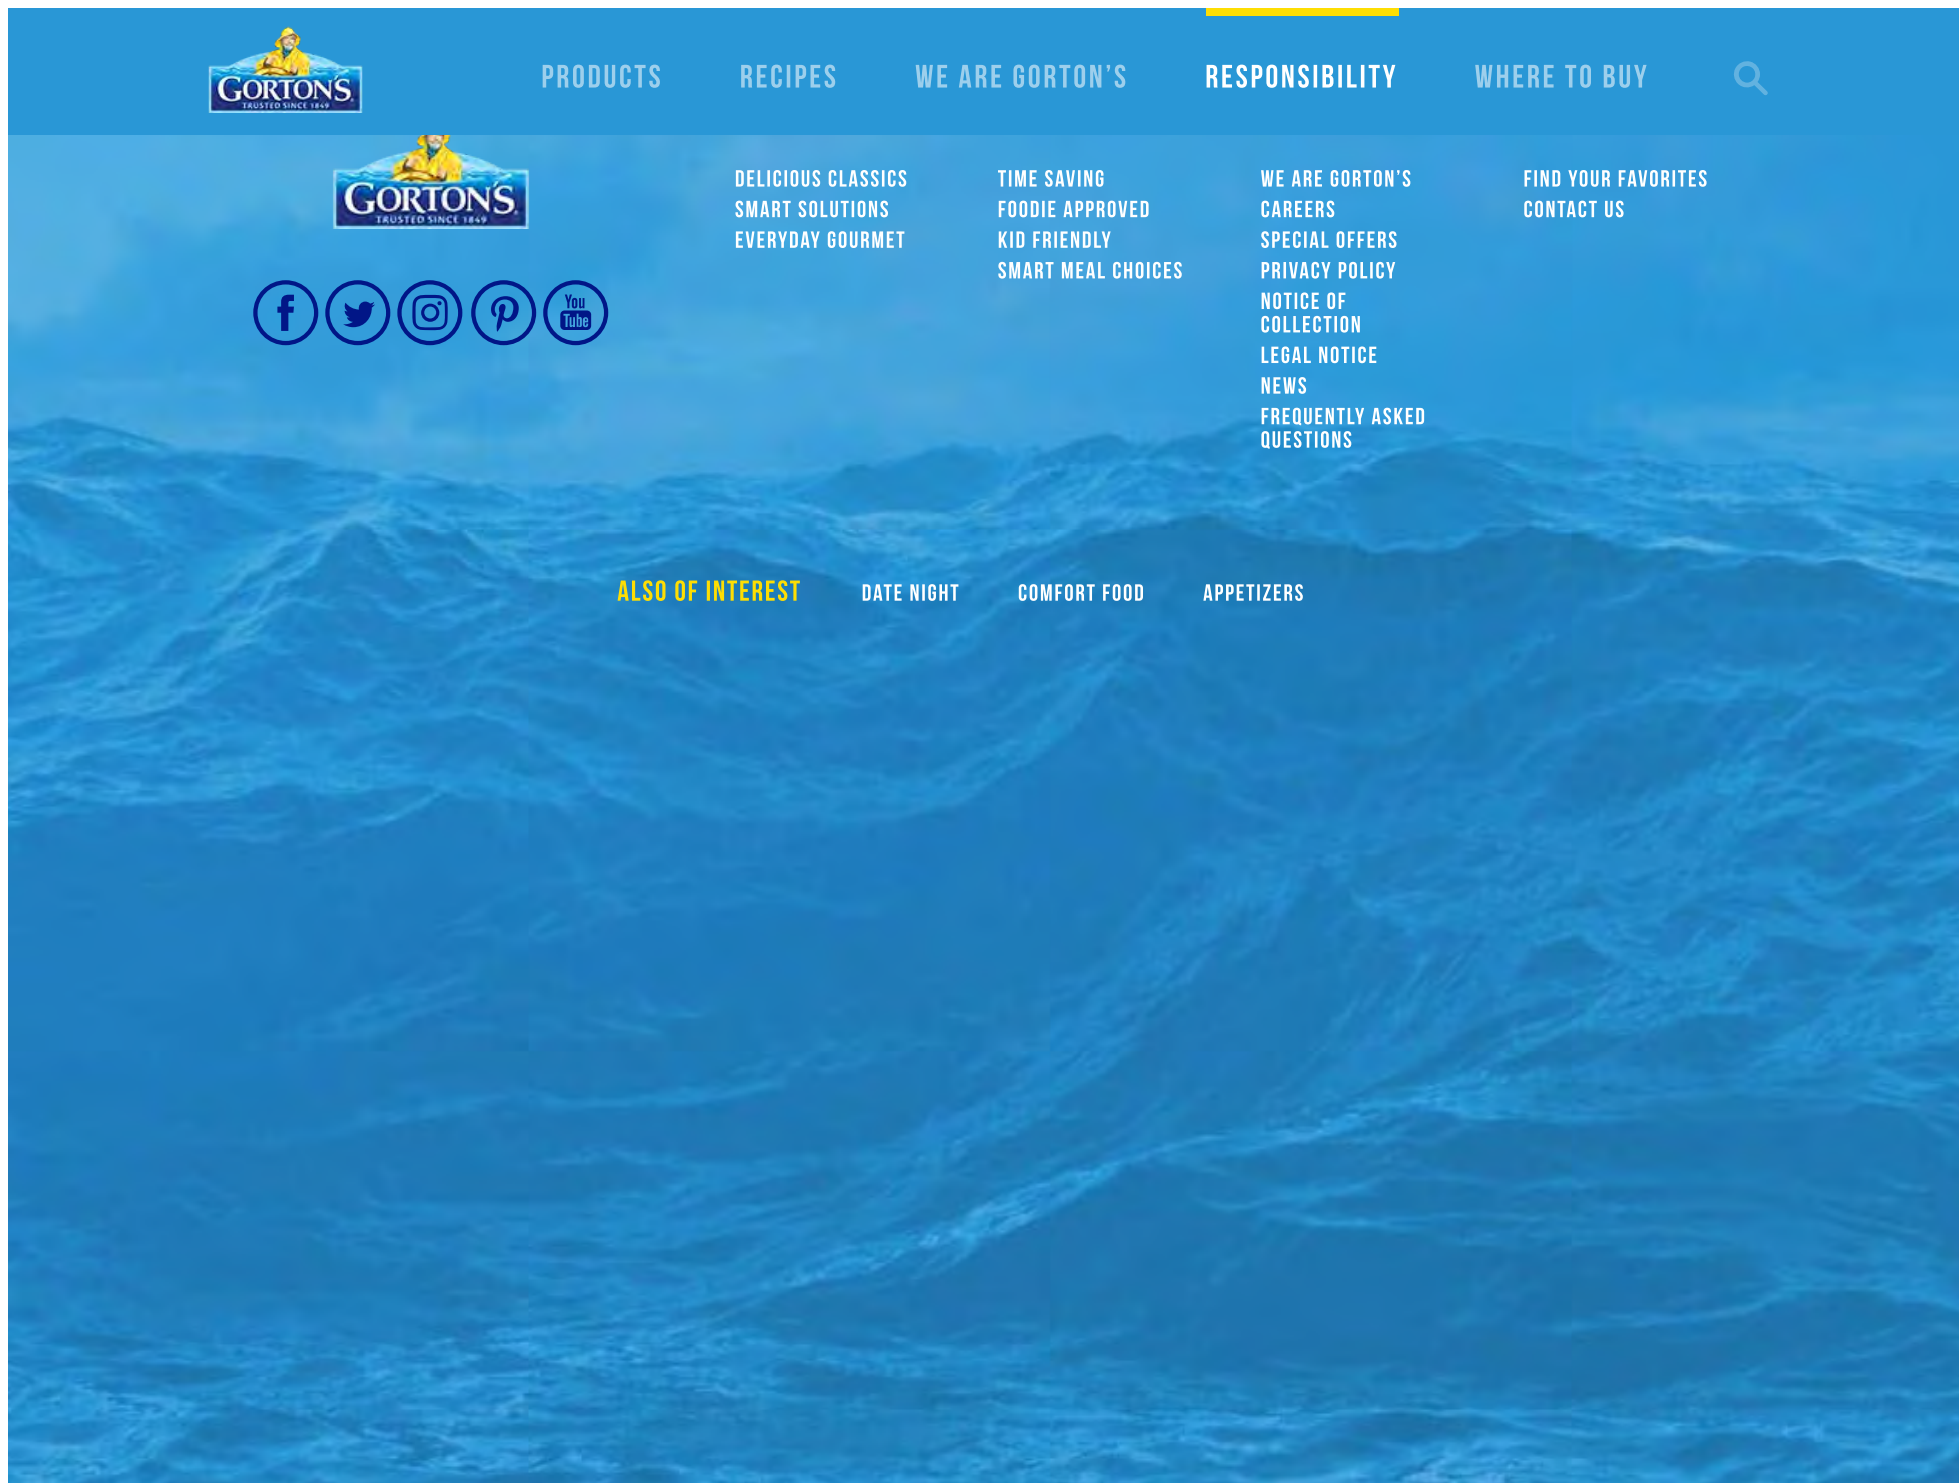 GORTON'S
TRUSTED SINCE 1849
PRODUCTS
RECIPES
WE ARE GORTON'S
RESPONSIBILITY
WHERE TO BUY
GORTON'S
TRUSTED SINCE 1849
You
Tube
DELICIOUS CLASSICS
SMART SOLUTIONS
EVERYDAY GOURMET
TIME SAVING
FOODIE APPROVED
KID FRIENDLY
SMART MEAL CHOICES
WE ARE GORTON'S
CAREERS
SPECIAL OFFERS
PRIVACY POLICY
NOTICE OF
COLLECTION
LEGAL NOTICE
NEWS
FREQUENTLY ASKED
QUESTIONS
FIND YOUR FAVORITES
CONTACT US
ALSO OF INTEREST
DATE NIGHT
COMFORT FOOD
APPETIZERS